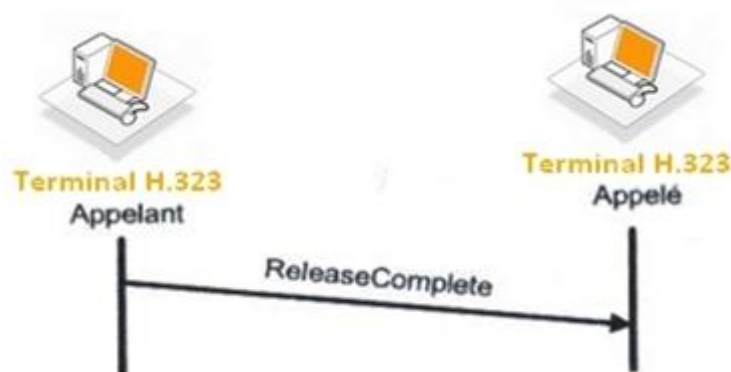 Terminal H.323
Appelant
Terminal H.323
Appelé
ReleaseComplete